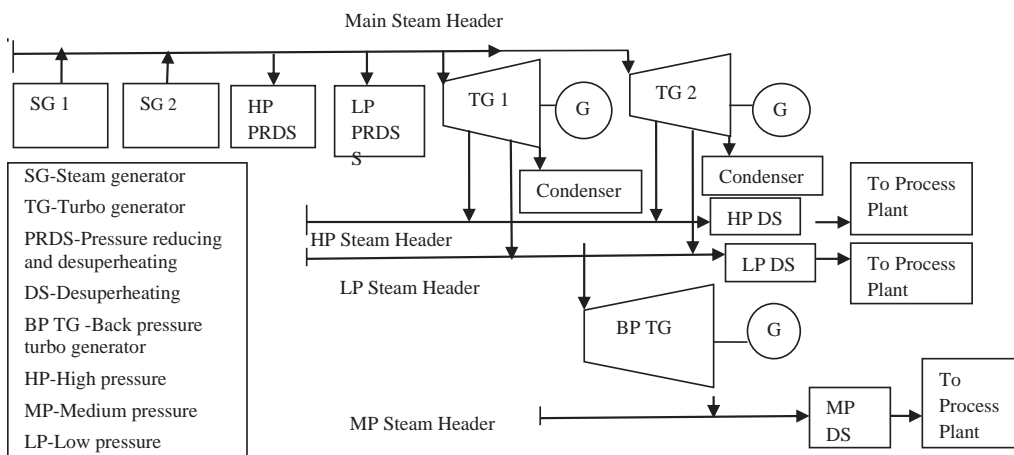 Main Steam Header
SG 1
SG 2
HP
PRDS
LP
PRDS
S
TG 1
G
TG 2
G
Condenser
Condenser
SG-Steam generator
TG-Turbo generator
PRDS-Pressure reducing
and desuperheating
DS-Desuperheating
BP TG -Back pressure
turbo generator
HP-High pressure
MP-Medium pressure
LP-Low pressure
HP Steam Header
HP DS
To Process
Plant
LP Steam Header
LP DS
To Process
Plant
BP TG
G
MP Steam Header
MP
DS
To
Process
Plant